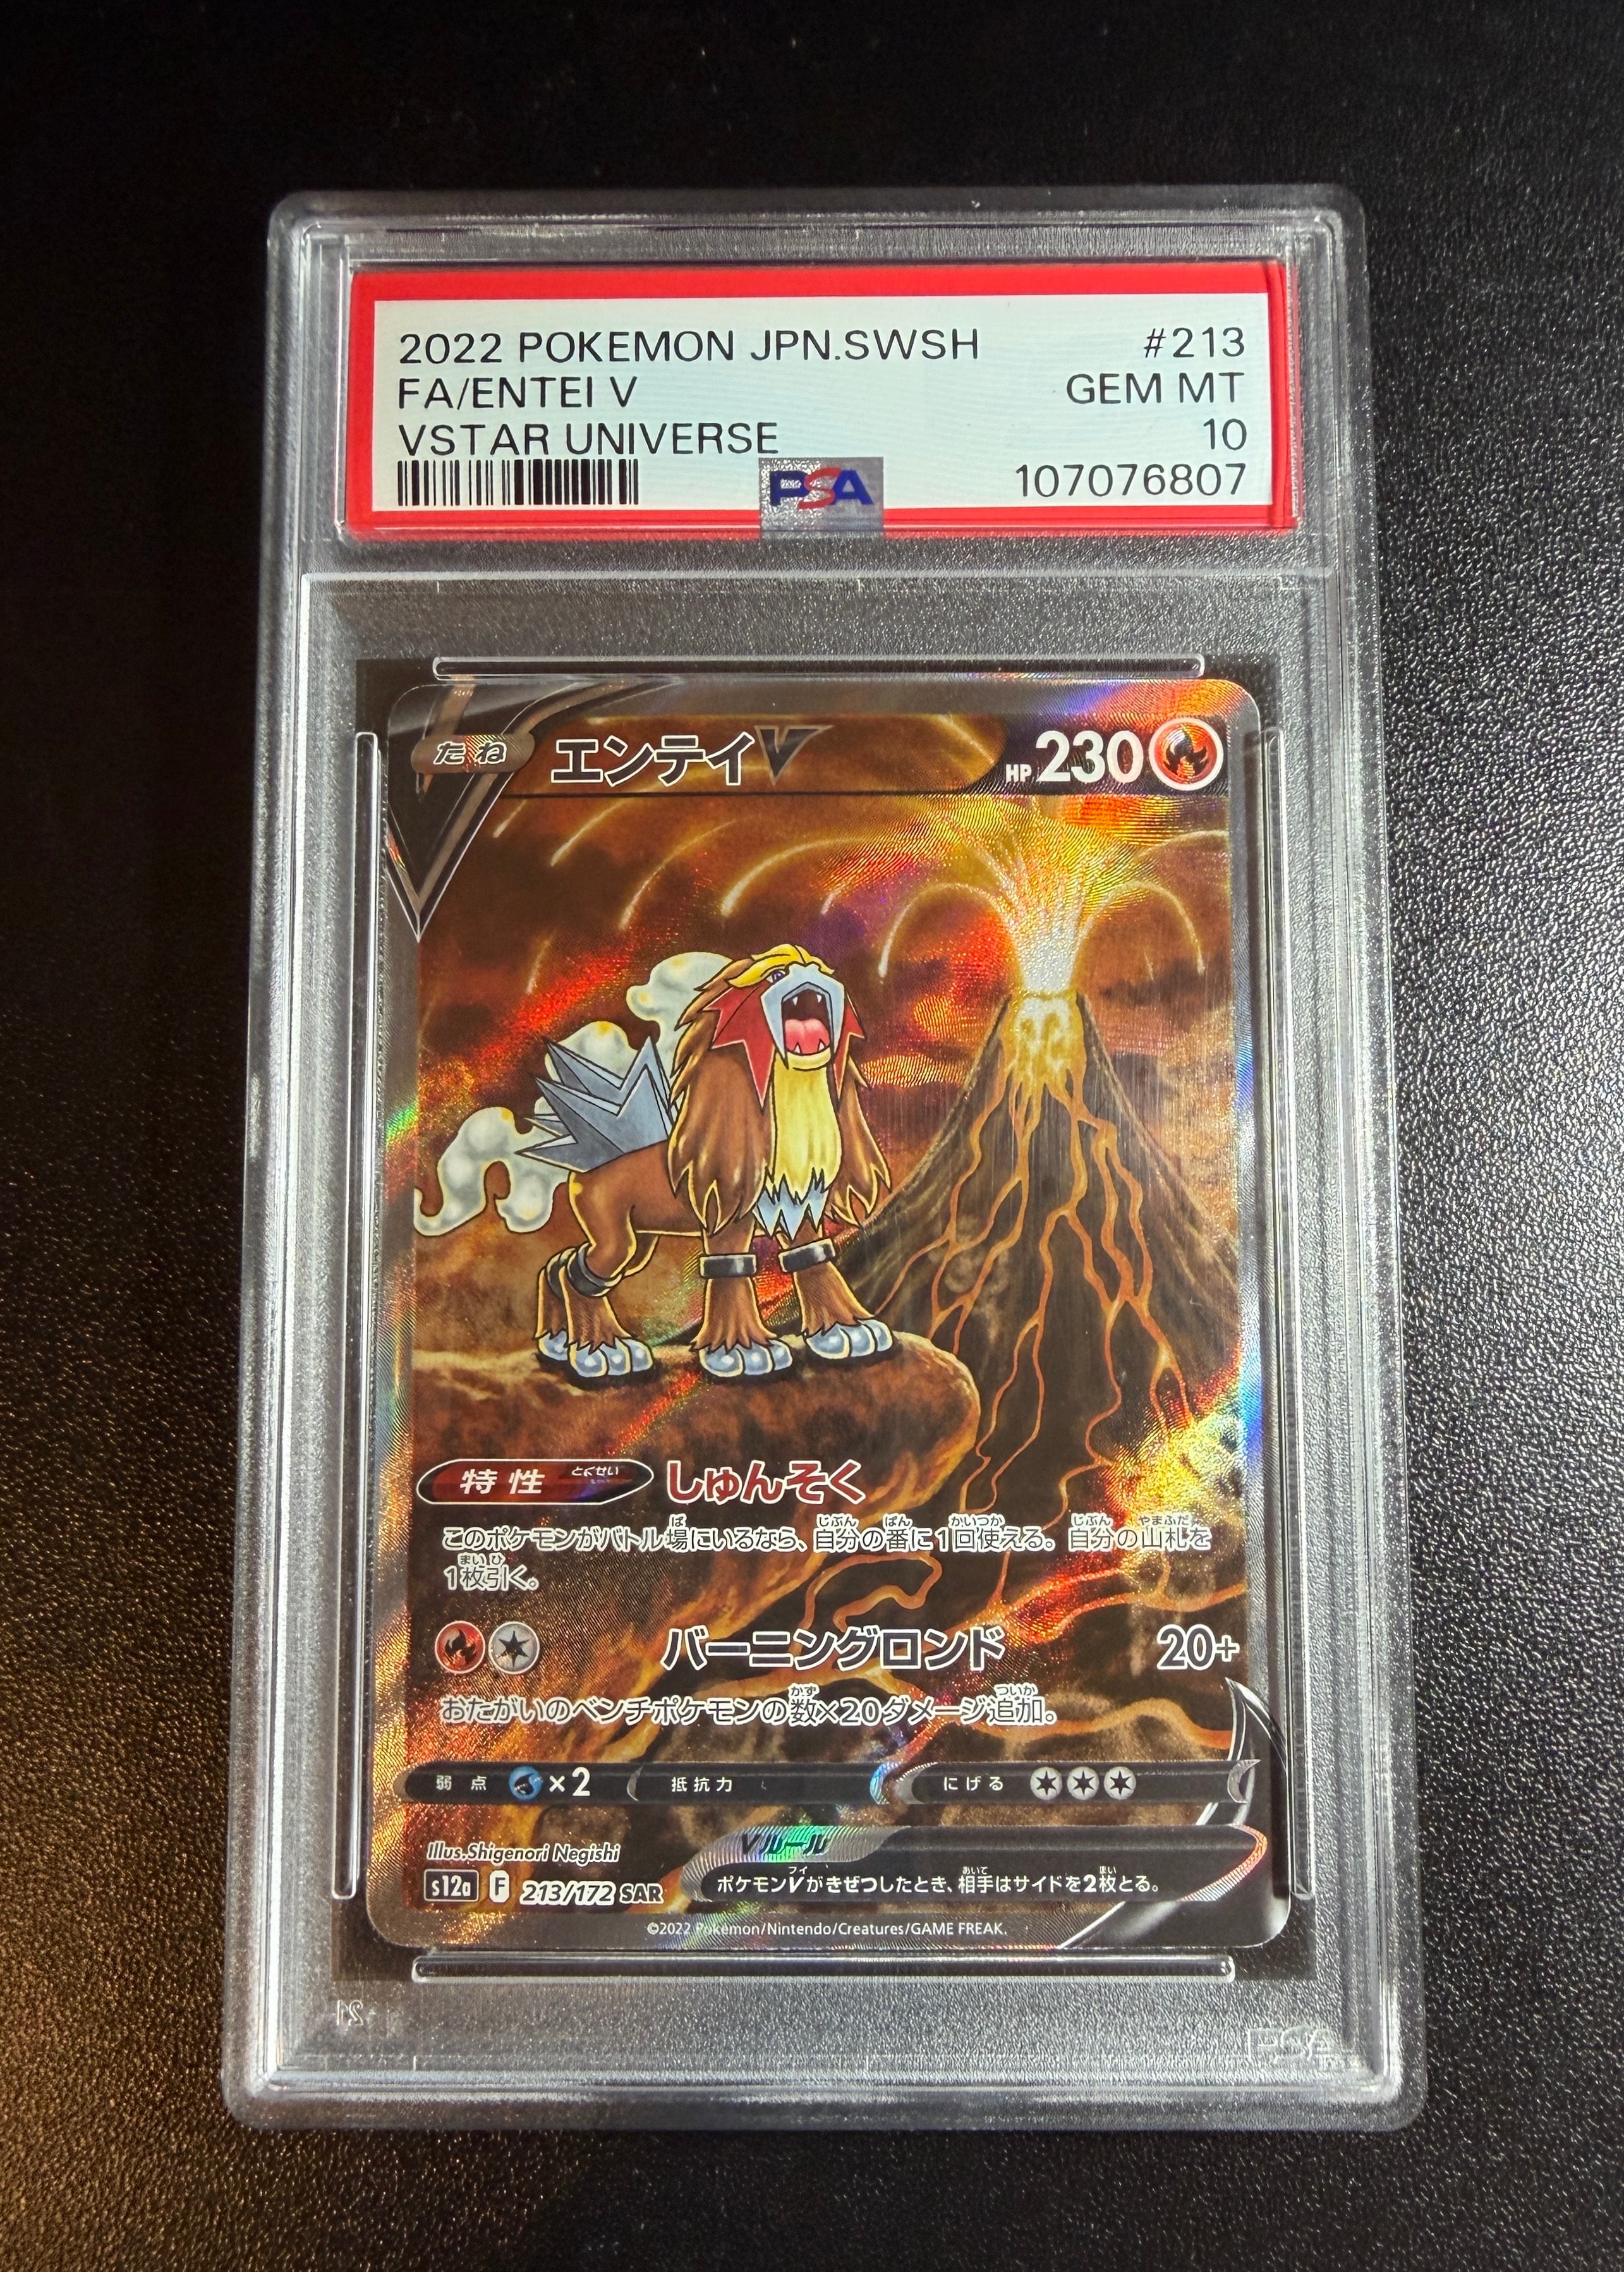 2022 POKEMON JPN.SWSH #213
FA/ENTEI V GEM MT
VSTAR UNIVERSE 10
PSA 107076807
たね エンテイV HP 230
特性 とくせい しゅんそく
このポケモンがバトル場にいるなら、自分の番に1回使える。自分の山札を
1枚引く。
バーニングロンド 20+
おたがいのベンチポケモンの数×20ダメージ追加。
弱点 ×2 抵抗力 にげる
Illus.Shigenori Negishi
Vルール
s12a F 213/172 SAR
ポケモンVがきぜつしたとき、相手はサイドを2枚とる。
©2022 Pokémon/Nintendo/Creatures/GAME FREAK.